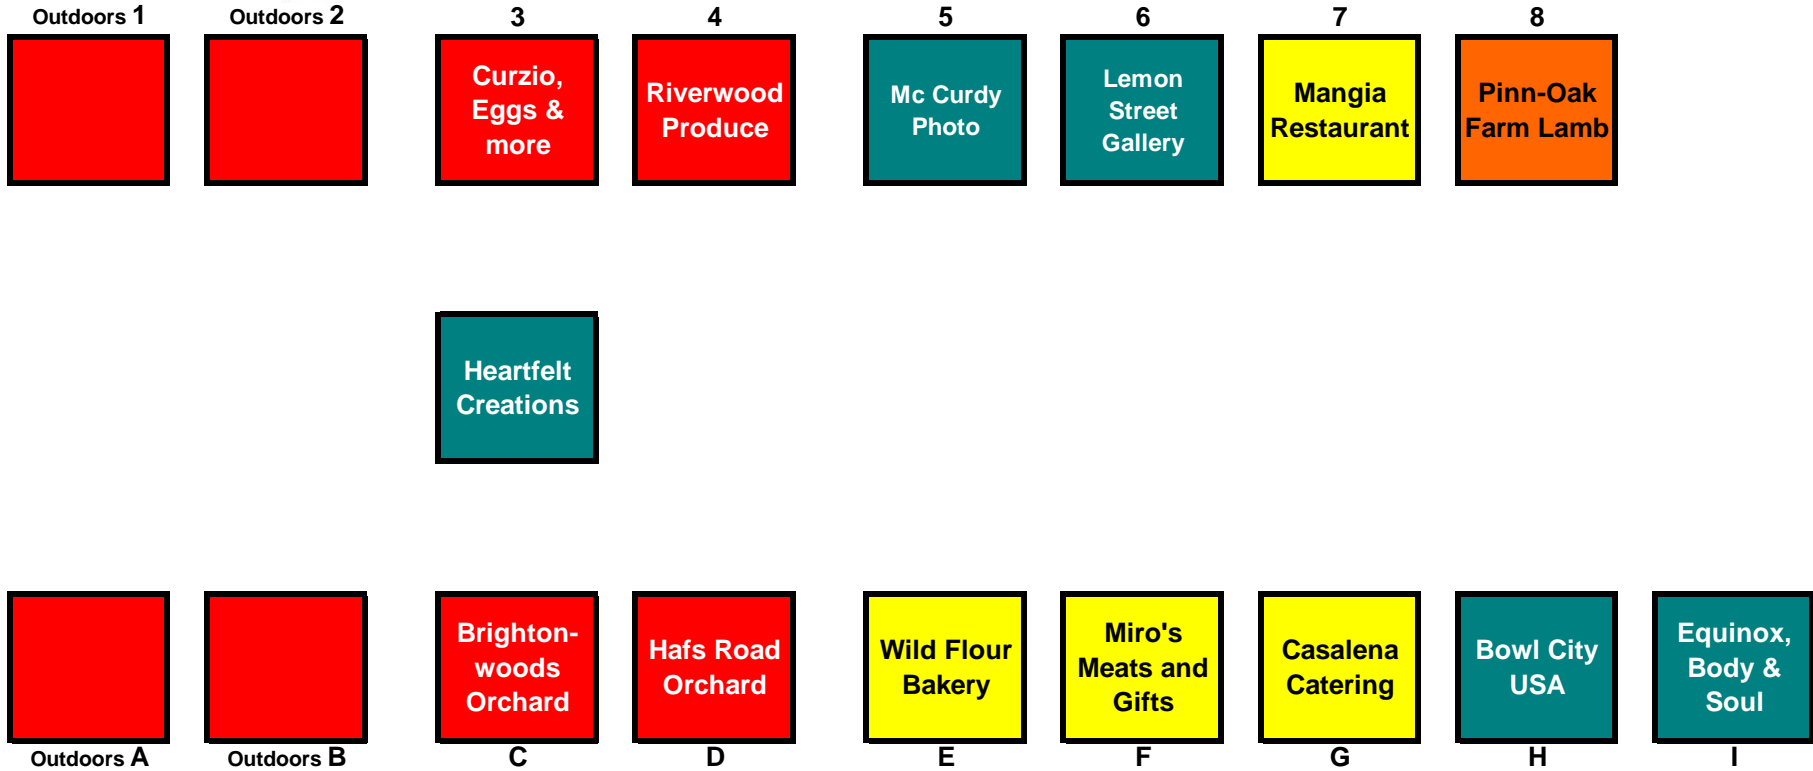 Outdoors 1
Outdoors 2
3
4
5
6
7
8
Curzio,
Eggs &
more
Riverwood
Produce
Mc Curdy
Photo
Lemon
Street
Gallery
Mangia
Restaurant
Pinn-Oak
Farm Lamb
Heartfelt
Creations
Brighton-
woods
Orchard
Hafs Road
Orchard
Wild Flour
Bakery
Miro's
Meats and
Gifts
Casalena
Catering
Bowl City
USA
Equinox,
Body &
Soul
Outdoors A
Outdoors B
C
D
E
F
G
H
I